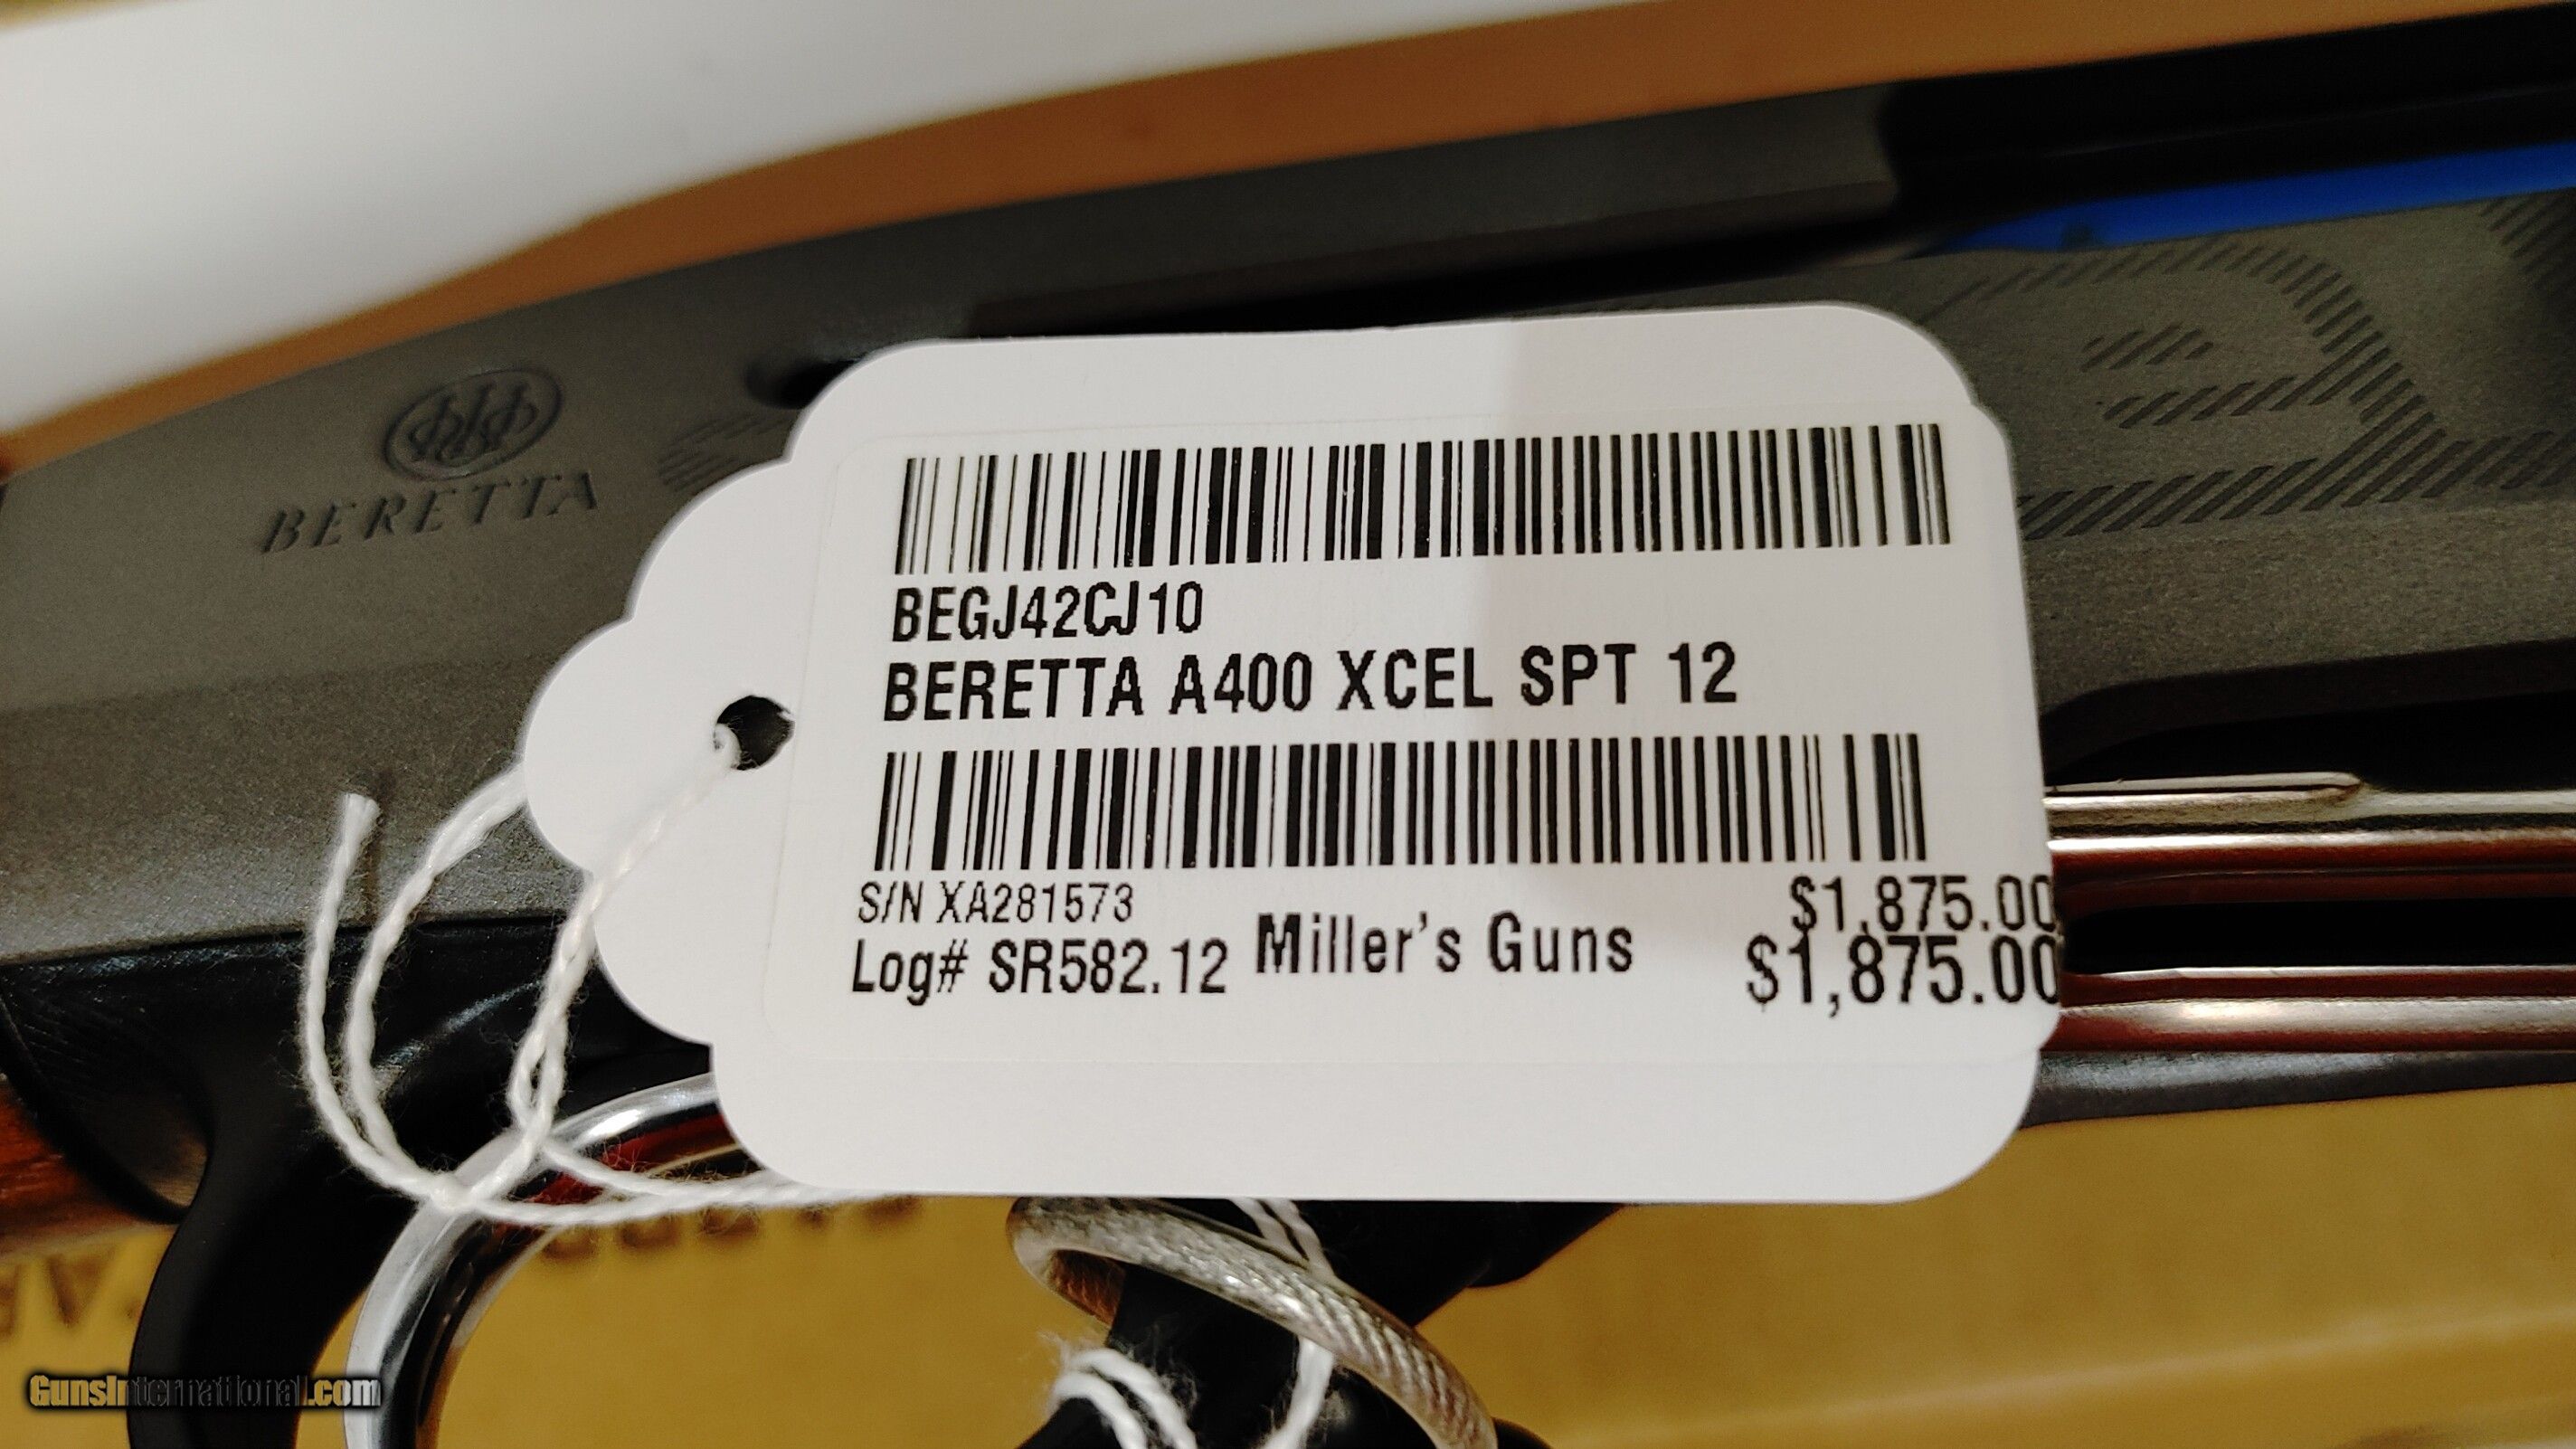 BERETTA
BEGJ42CJ10
BERETTA A400 XCEL SPT 12
S/N XA281573
$1,875.00
Log# SR582.12 Miller's Guns $1,875.00
GunsInternational.com